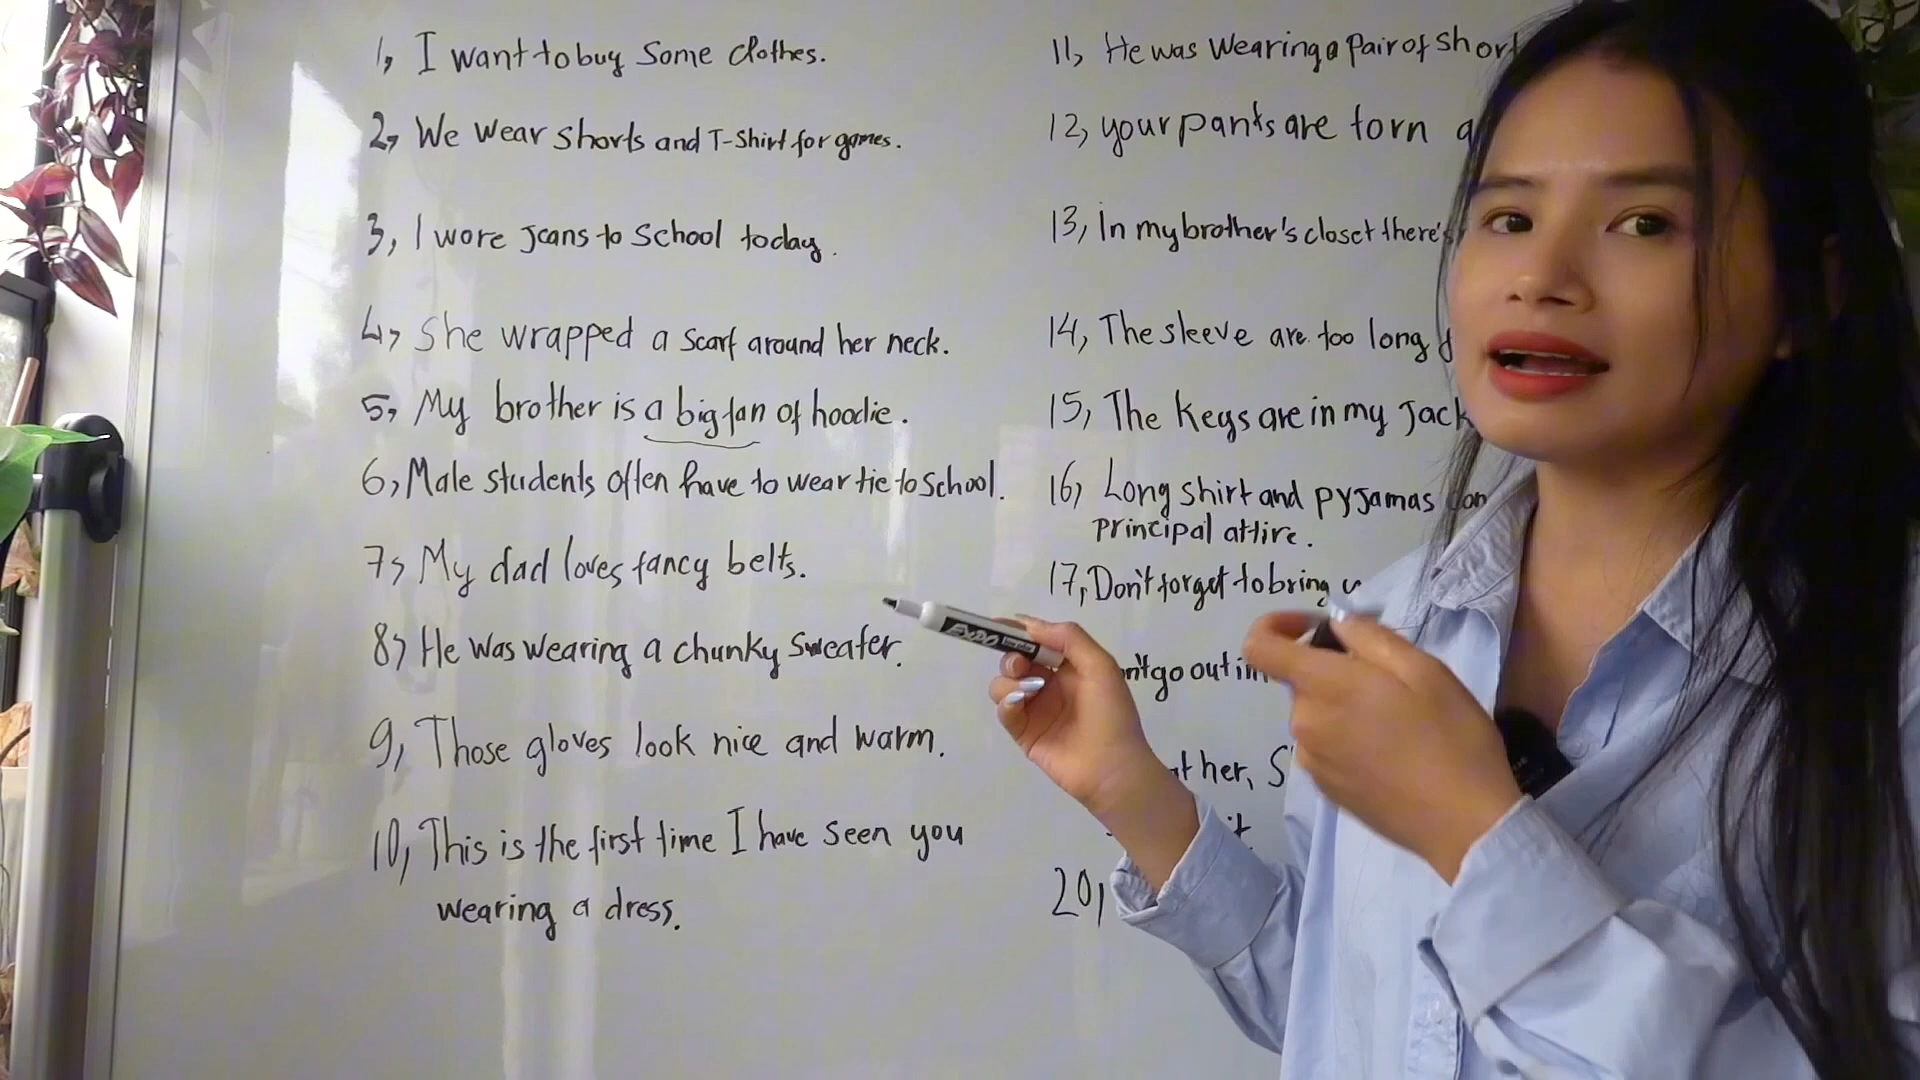 1, I want to buy Some clothes.
2, We wear shorts and T-Shirt for games.
3, I wore jeans to School today.
4, She wrapped a scarf around her neck.
5, My brother is a big fan of hoodie.
6, Male students often have to wear tie to School.
7, My dad loves fancy belts.
8, He was wearing a chunky sweater.
9, Those gloves look nice and warm.
10, This is the first time I have seen you
wearing a dress.
11, He was Wearing a pair of short
12, your pants are torn a
13, In my brother's closet there's
14, The sleeve are too long
15, The Keys are in my Jack
16, Long shirt and pyjamas
principal attire.
17, Don't forget to bring
n't go out in
ther, S
it
20,
EXPO